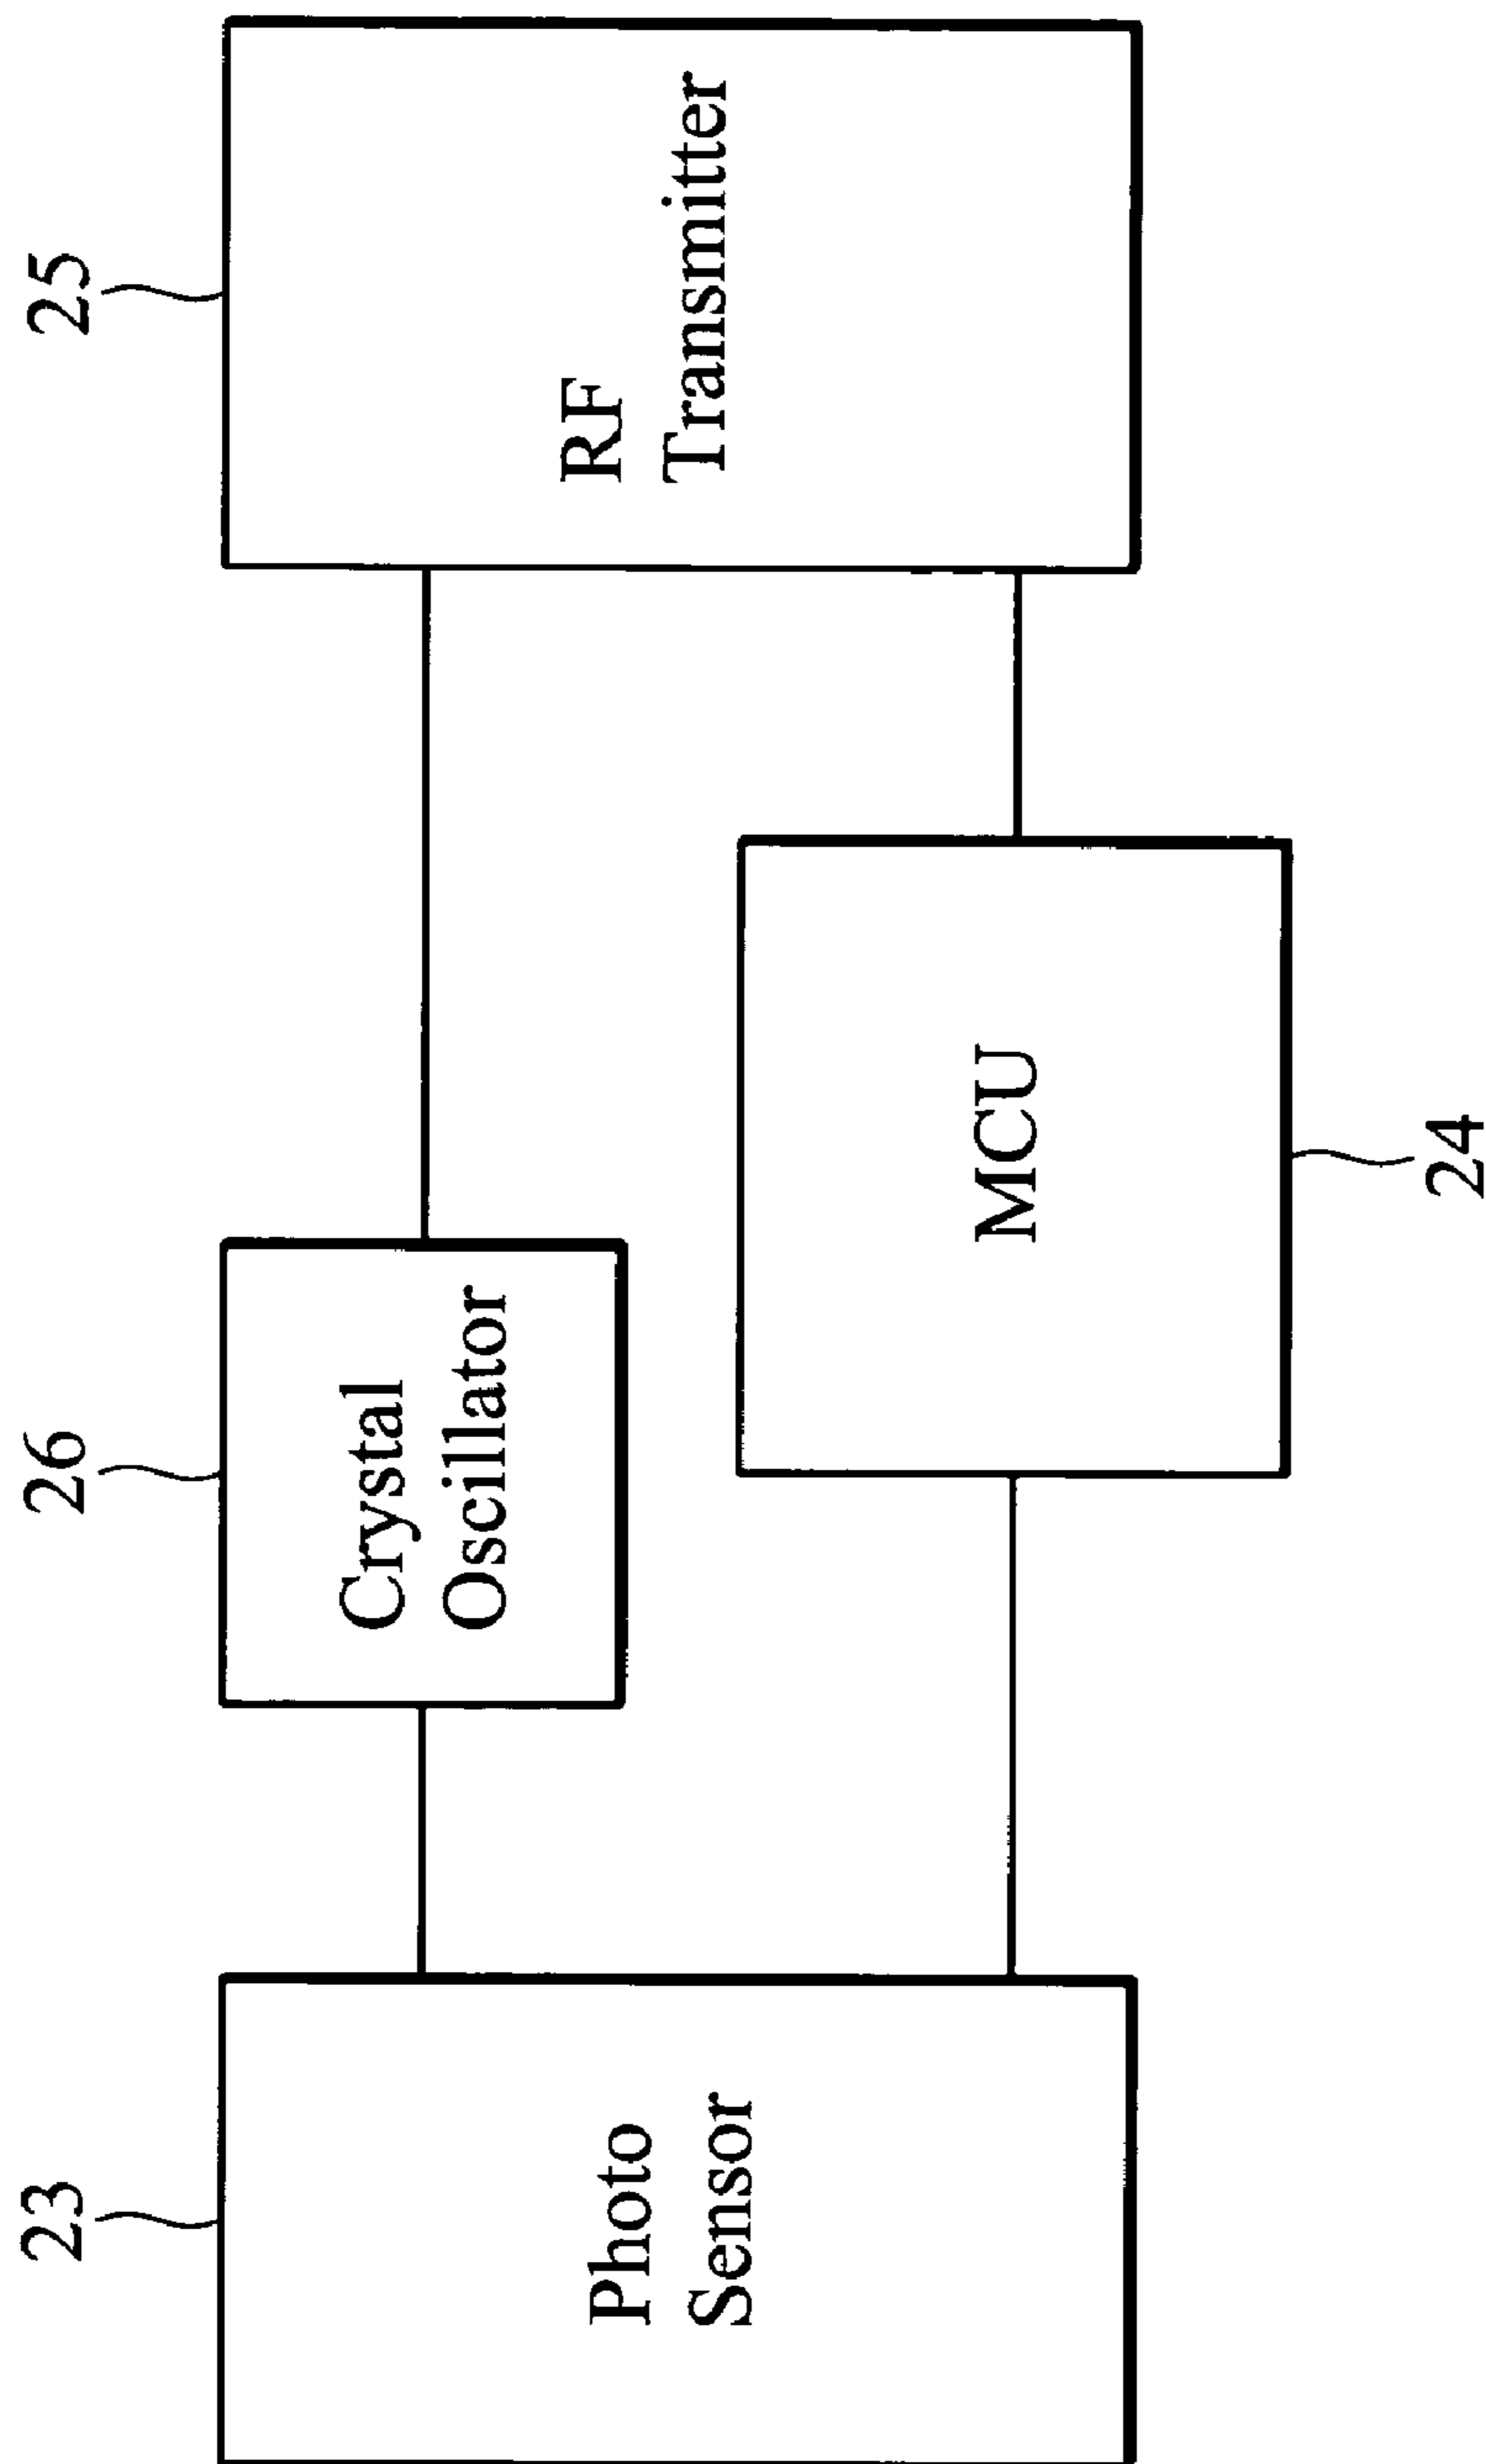 23
Photo
Sensor
26
Crystal
Oscillator
MCU
24
25
RF
Transmitter